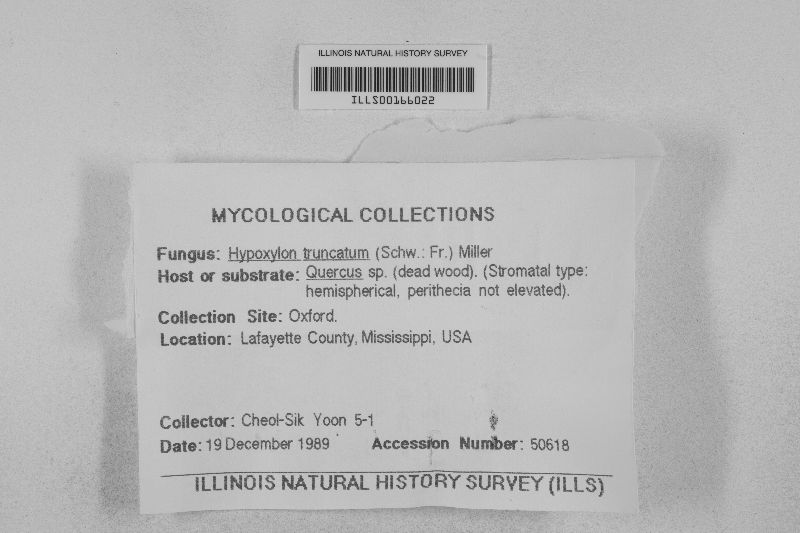 ILLINOIS NATURAL HISTORY SURVEY
ILLS00166022
MYCOLOGICAL COLLECTIONS
Fungus: Hypoxylon truncatum (Schw.: Fr.) Miller
Host or substrate: Quercus sp. (dead wood). (Stromatal type:
hemispherical, perithecia not elevated).
Collection Site: Oxford.
Location: Lafayette County, Mississippi, USA
Collector: Cheol-Sik Yoon 5-1
Date: 19 December 1989 Accession Number: 50618
ILLINOIS NATURAL HISTORY SURVEY (ILLS)